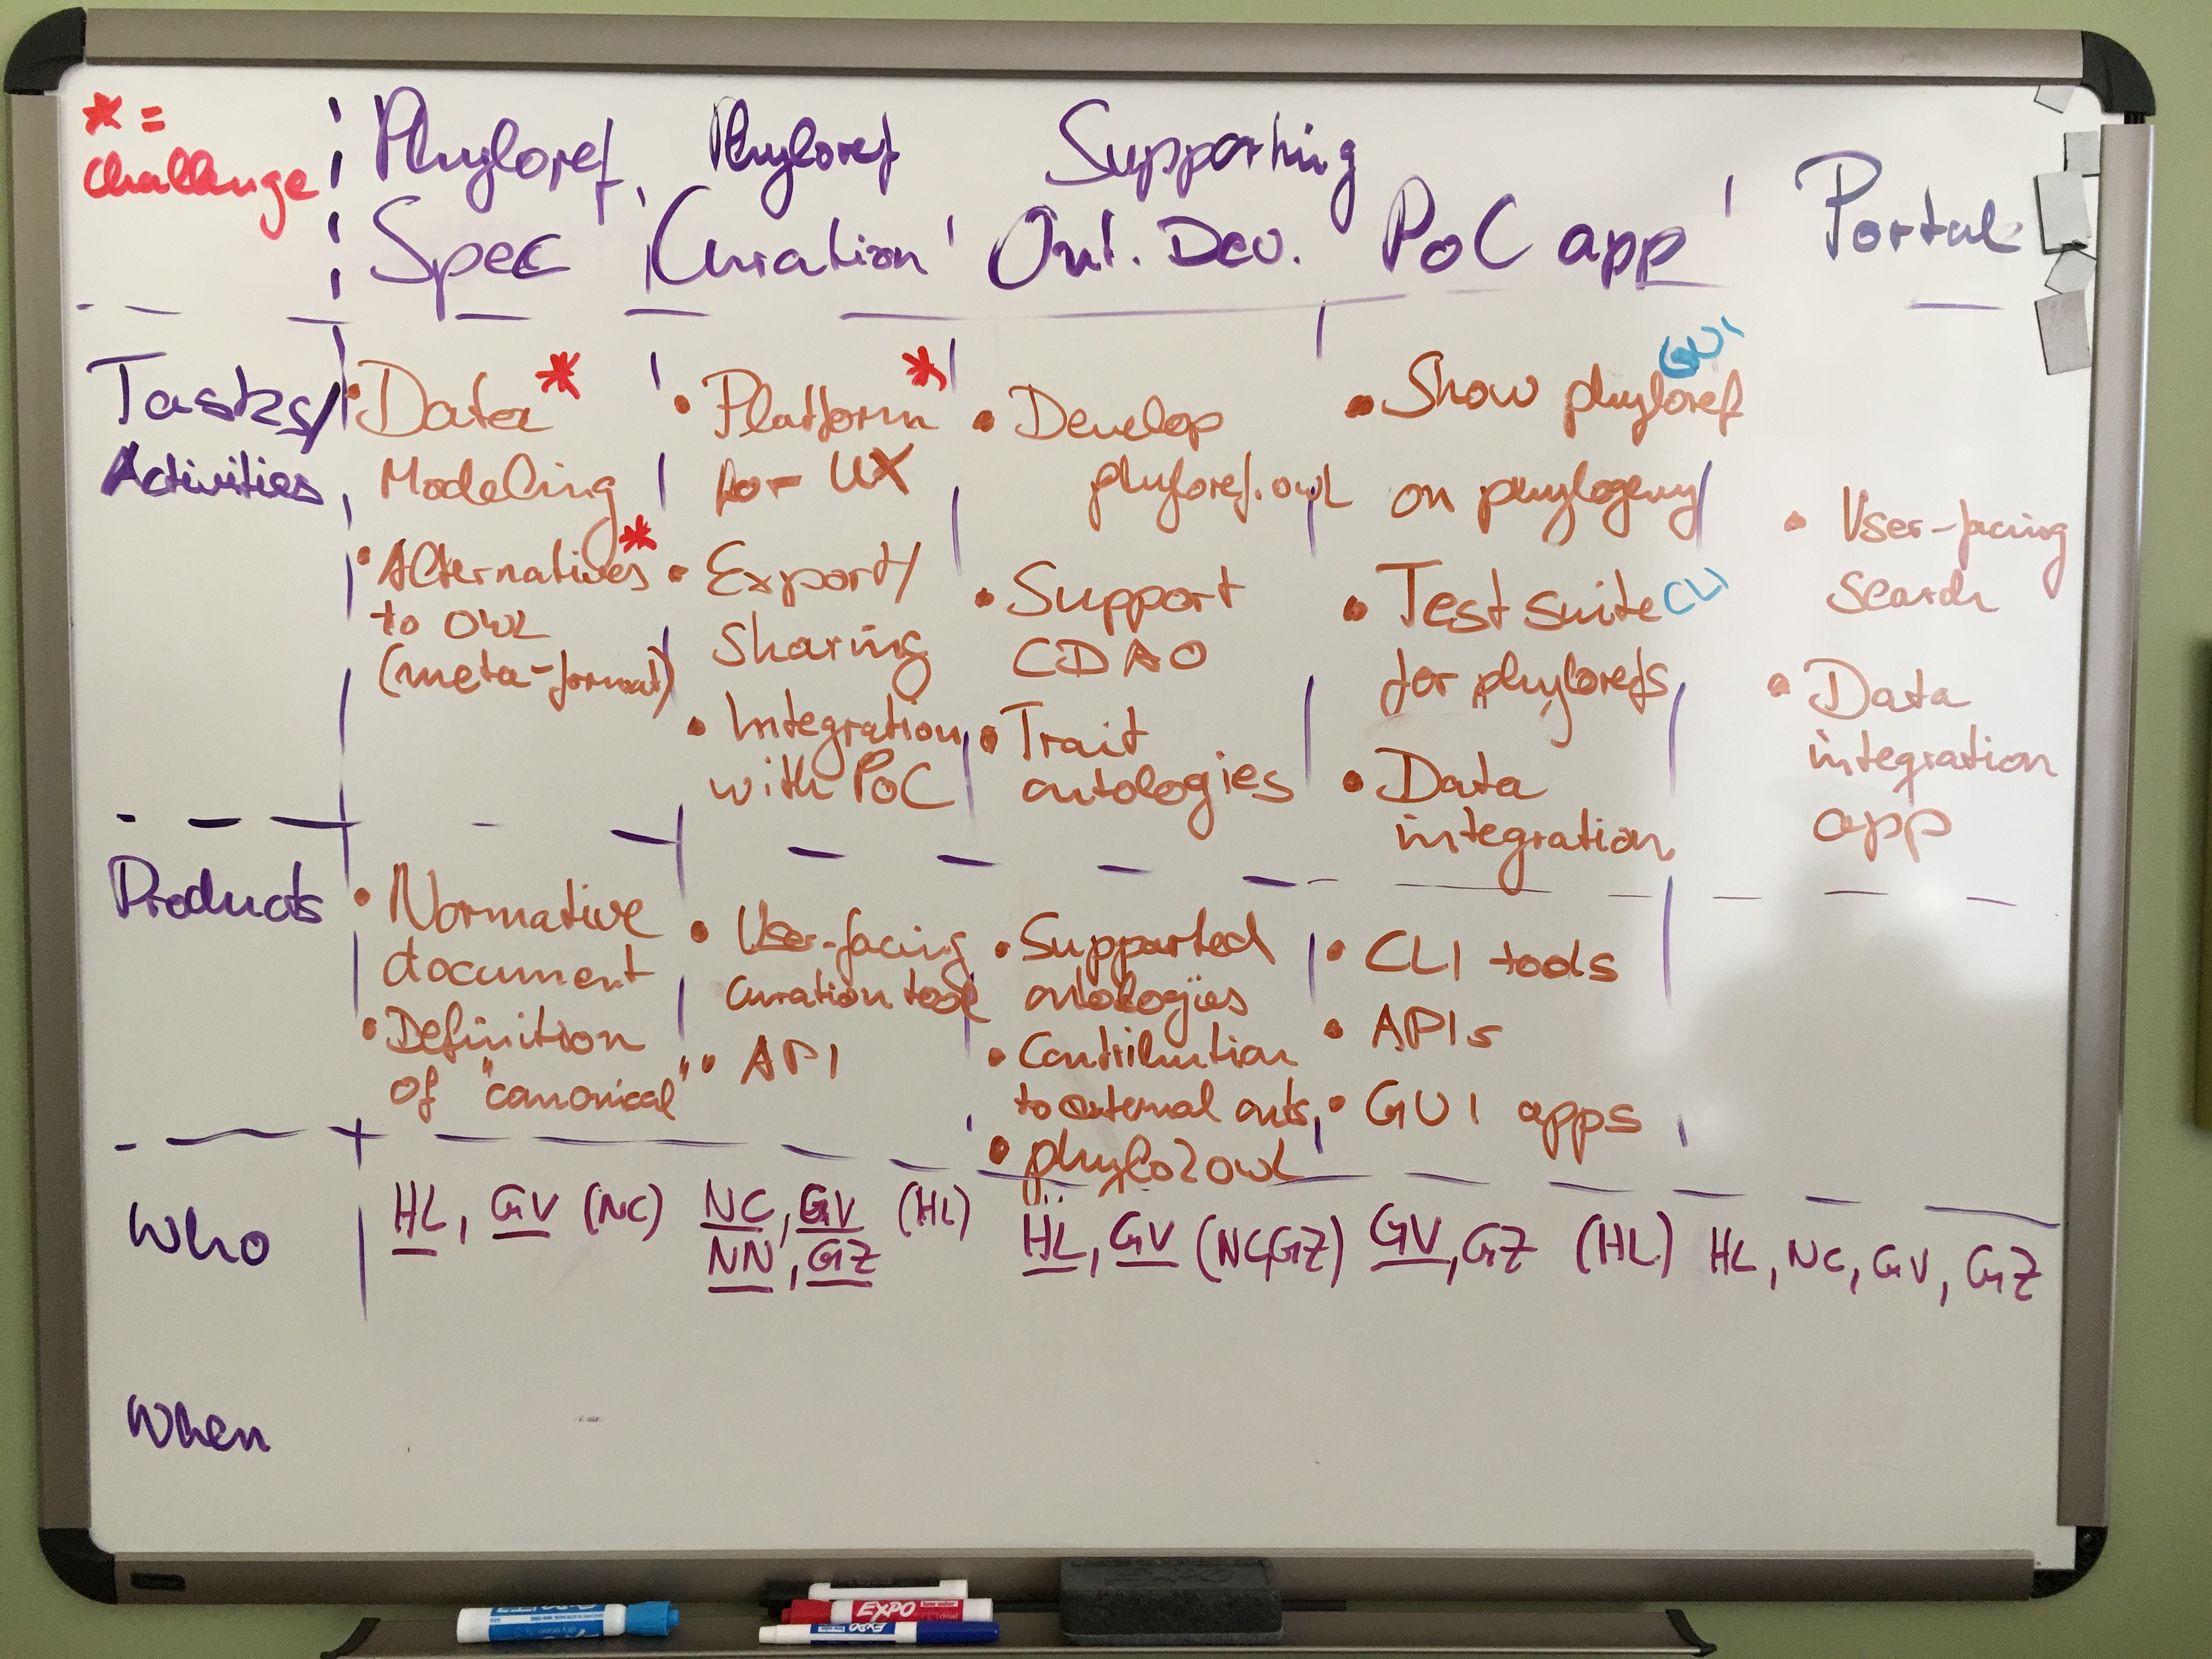 * =
challenge
Phyloref
Spec
Phyloref
Curation
Supporting
Ont. Dev.
PoC app
Portal
Tasks/
Activities
• Data *
Modeling
• Alternatives *
to OWL
(meta-format)
• Platform *
for UX
• Export/
sharing
• Integration
with PoC
• Develop
phyloref.owl
• Support
CDAO
• Trait
ontologies
GUI
• Show phyloref
on phylogeny
• Test suite CLI
for phylorefs
• Data
integration
• User-facing
search
• Data
integration
app
Products
• Normative
document
• Definition
of "canonical"
• User-facing
curation tool
• API
• Supported
ontologies
• Contribution
to external onts.
• phylo2owl
• CLI tools
• APIs
• GUI apps
Who
HL, GV (NC)
NC, GV (HL)
NN, GZ
HL, GV (NC, GZ)
GV, GZ (HL)
HL, NC, GV, GZ
When
EXPO
low odor
chisel
EXPO